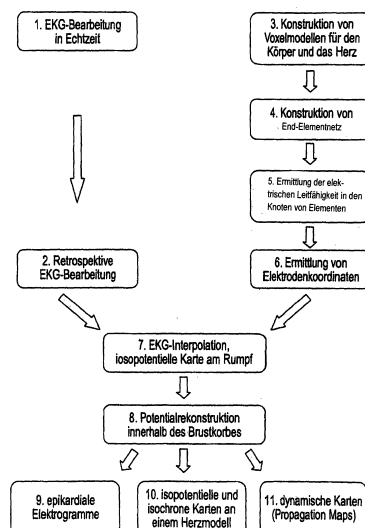 1. EKG-Bearbeitung
in Echtzeit
3. Konstruktion von
Voxelmodellen für den
Körper und das Herz
4. Konstruktion von
End-Elementnetz
5. Ermittlung der elek-
trischen Leitfähigkeit in den
Knoten von Elementen
2. Retrospektive
EKG-Bearbeitung
6. Ermittlung von
Elektrodenkoordinaten
7. EKG-Interpolation,
iosopotentielle Karte am Rumpf
8. Potentialrekonstruktion
innerhalb des Brustkorbes
9. epikardiale
Elektrogramme
10. isopotentielle und
isochrone Karten an
einem Herzmodell
11. dynamische Karten
(Propagation Maps)